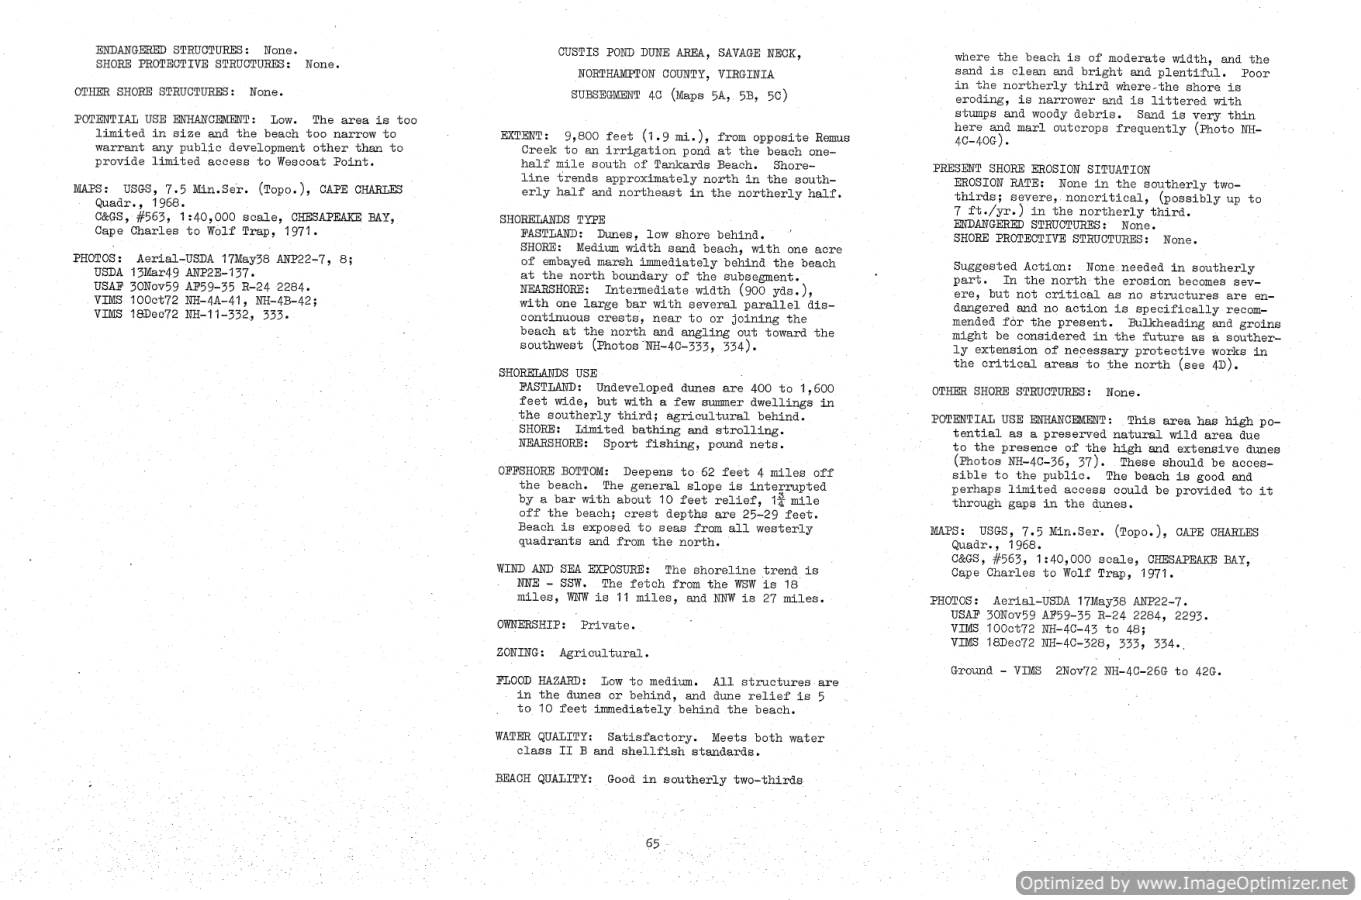 ENDANGERED STRUCTURES: None.
SHORE PROTECTIVE STRUCTURES: None.
OTHER SHORE STRUCTURES: None.
POTENTIAL USE ENHANCEMENT: Low. The area is too
limited in size and the beach too narrow to
warrant any public development other than to
provide limited access to Wescoat Point.
MAPS: USGS, 7.5 Min.Ser. (Topo.), CAPE CHARLES
Quadr., 1968.
C&GS, #563, 1:40,000 scale, CHESAPEAKE BAY,
Cape Charles to Wolf Trap, 1971.
PHOTOS: Aerial-USDA 17May38 ANP22-7, 8;
USDA 13Mar49 ANP2E-137.
USAF 30Nov59 AF59-35 R-24 2284.
VIMS 10Oct72 NH-4A-41, NH-4B-42;
VIMS 18Dec72 NH-11-332, 333.
CUSTIS POND DUNE AREA, SAVAGE NECK,
NORTHAMPTON COUNTY, VIRGINIA
SUBSEGMENT 4C (Maps 5A, 5B, 5C)
EXTENT: 9,800 feet (1.9 mi.), from opposite Remus
Creek to an irrigation pond at the beach one-
half mile south of Tankards Beach. Shore-
line trends approximately north in the south-
erly half and northeast in the northerly half.
SHORELANDS TYPE
FASTLAND: Dunes, low shore behind.
SHORE: Medium width sand beach, with one acre
of embayed marsh immediately behind the beach
at the north boundary of the subsegment.
NEARSHORE: Intermediate width (900 yds.),
with one large bar with several parallel dis-
continuous crests, near to or joining the
beach at the north and angling out toward the
southwest (Photos NH-4C-333, 334).
SHORELANDS USE
FASTLAND: Undeveloped dunes are 400 to 1,600
feet wide, but with a few summer dwellings in
the southerly third; agricultural behind.
SHORE: Limited bathing and strolling.
NEARSHORE: Sport fishing, pound nets.
OFFSHORE BOTTOM: Deepens to 62 feet 4 miles off
the beach. The general slope is interrupted
by a bar with about 10 feet relief, 1¾ mile
off the beach; crest depths are 25-29 feet.
Beach is exposed to seas from all westerly
quadrants and from the north.
WIND AND SEA EXPOSURE: The shoreline trend is
NNE - SSW. The fetch from the WSW is 18
miles, WNW is 11 miles, and NNW is 27 miles.
OWNERSHIP: Private.
ZONING: Agricultural.
FLOOD HAZARD: Low to medium. All structures are
in the dunes or behind, and dune relief is 5
to 10 feet immediately behind the beach.
WATER QUALITY: Satisfactory. Meets both water
class II B and shellfish standards.
BEACH QUALITY: Good in southerly two-thirds
where the beach is of moderate width, and the
sand is clean and bright and plentiful. Poor
in the northerly third where the shore is
eroding, is narrower and is littered with
stumps and woody debris. Sand is very thin
here and marl outcrops frequently (Photo NH-
4C-40G).
PRESENT SHORE EROSION SITUATION
EROSION RATE: None in the southerly two-
thirds; severe, noncritical, (possibly up to
7 ft./yr.) in the northerly third.
ENDANGERED STRUCTURES: None.
SHORE PROTECTIVE STRUCTURES: None.
Suggested Action: None needed in southerly
part. In the north the erosion becomes sev-
ere, but not critical as no structures are en-
dangered and no action is specifically recom-
mended for the present. Bulkheading and groins
might be considered in the future as a souther-
ly extension of necessary protective works in
the critical areas to the north (see 4D).
OTHER SHORE STRUCTURES: None.
POTENTIAL USE ENHANCEMENT: This area has high po-
tential as a preserved natural wild area due
to the presence of the high and extensive dunes
(Photos NH-4C-36, 37). These should be acces-
sible to the public. The beach is good and
perhaps limited access could be provided to it
through gaps in the dunes.
MAPS: USGS, 7.5 Min.Ser. (Topo.), CAPE CHARLES
Quadr., 1968.
C&GS, #563, 1:40,000 scale, CHESAPEAKE BAY,
Cape Charles to Wolf Trap, 1971.
PHOTOS: Aerial-USDA 17May38 ANP22-7.
USAF 30Nov59 AF59-35 R-24 2284, 2293.
VIMS 10Oct72 NH-4C-43 to 48;
VIMS 18Dec72 NH-4C-328, 333, 334.
Ground - VIMS 2Nov72 NH-4C-26G to 42G.
65
Optimized by www.ImageOptimizer.net